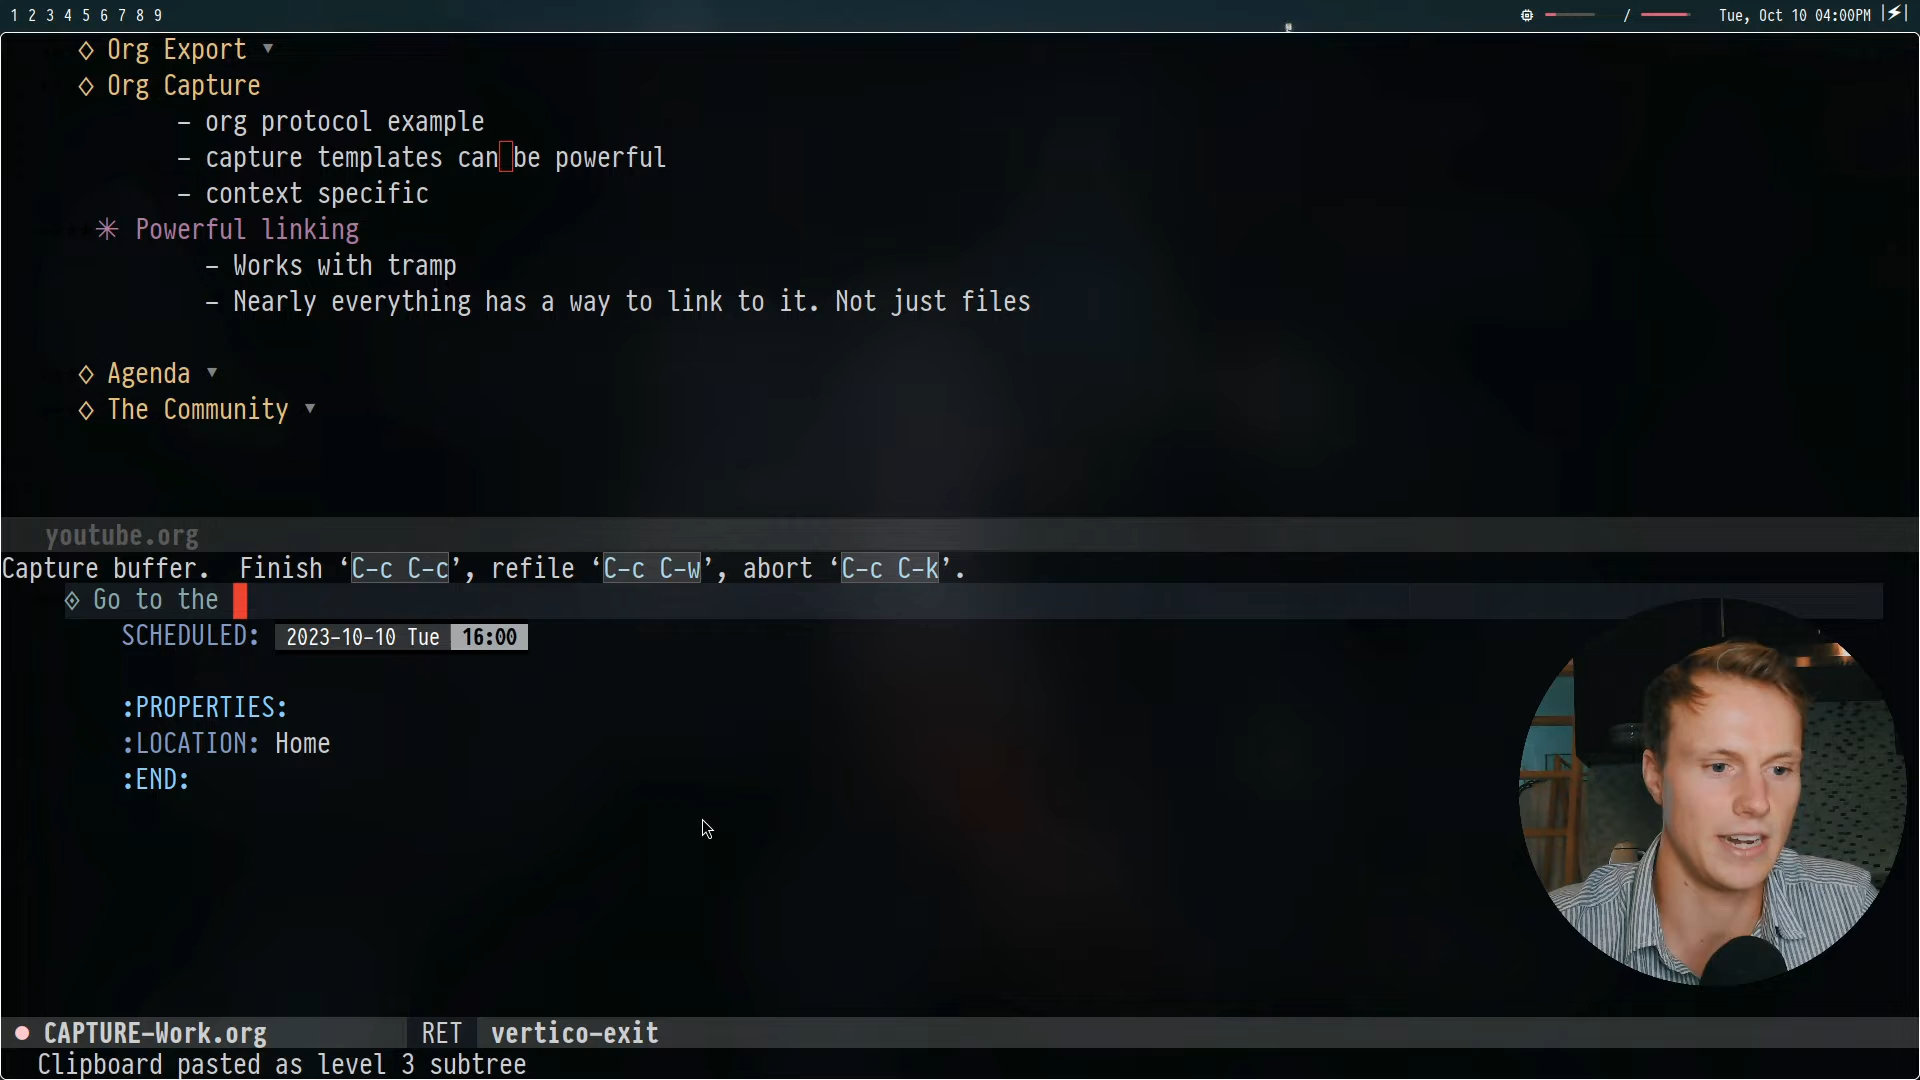 1 2 3 4 5 6 7 8 9
/ Tue, Oct 10 04:00PM
Org Export
Org Capture
– org protocol example
– capture templates can be powerful
– context specific
Powerful linking
– Works with tramp
– Nearly everything has a way to link to it. Not just files
Agenda
The Community
youtube.org
Capture buffer. Finish ‘C-c C-c’, refile ‘C-c C-w’, abort ‘C-c C-k’.
Go to the
SCHEDULED: 2023-10-10 Tue 16:00
:PROPERTIES:
:LOCATION: Home
:END:
CAPTURE-Work.org RET vertico-exit
Clipboard pasted as level 3 subtree